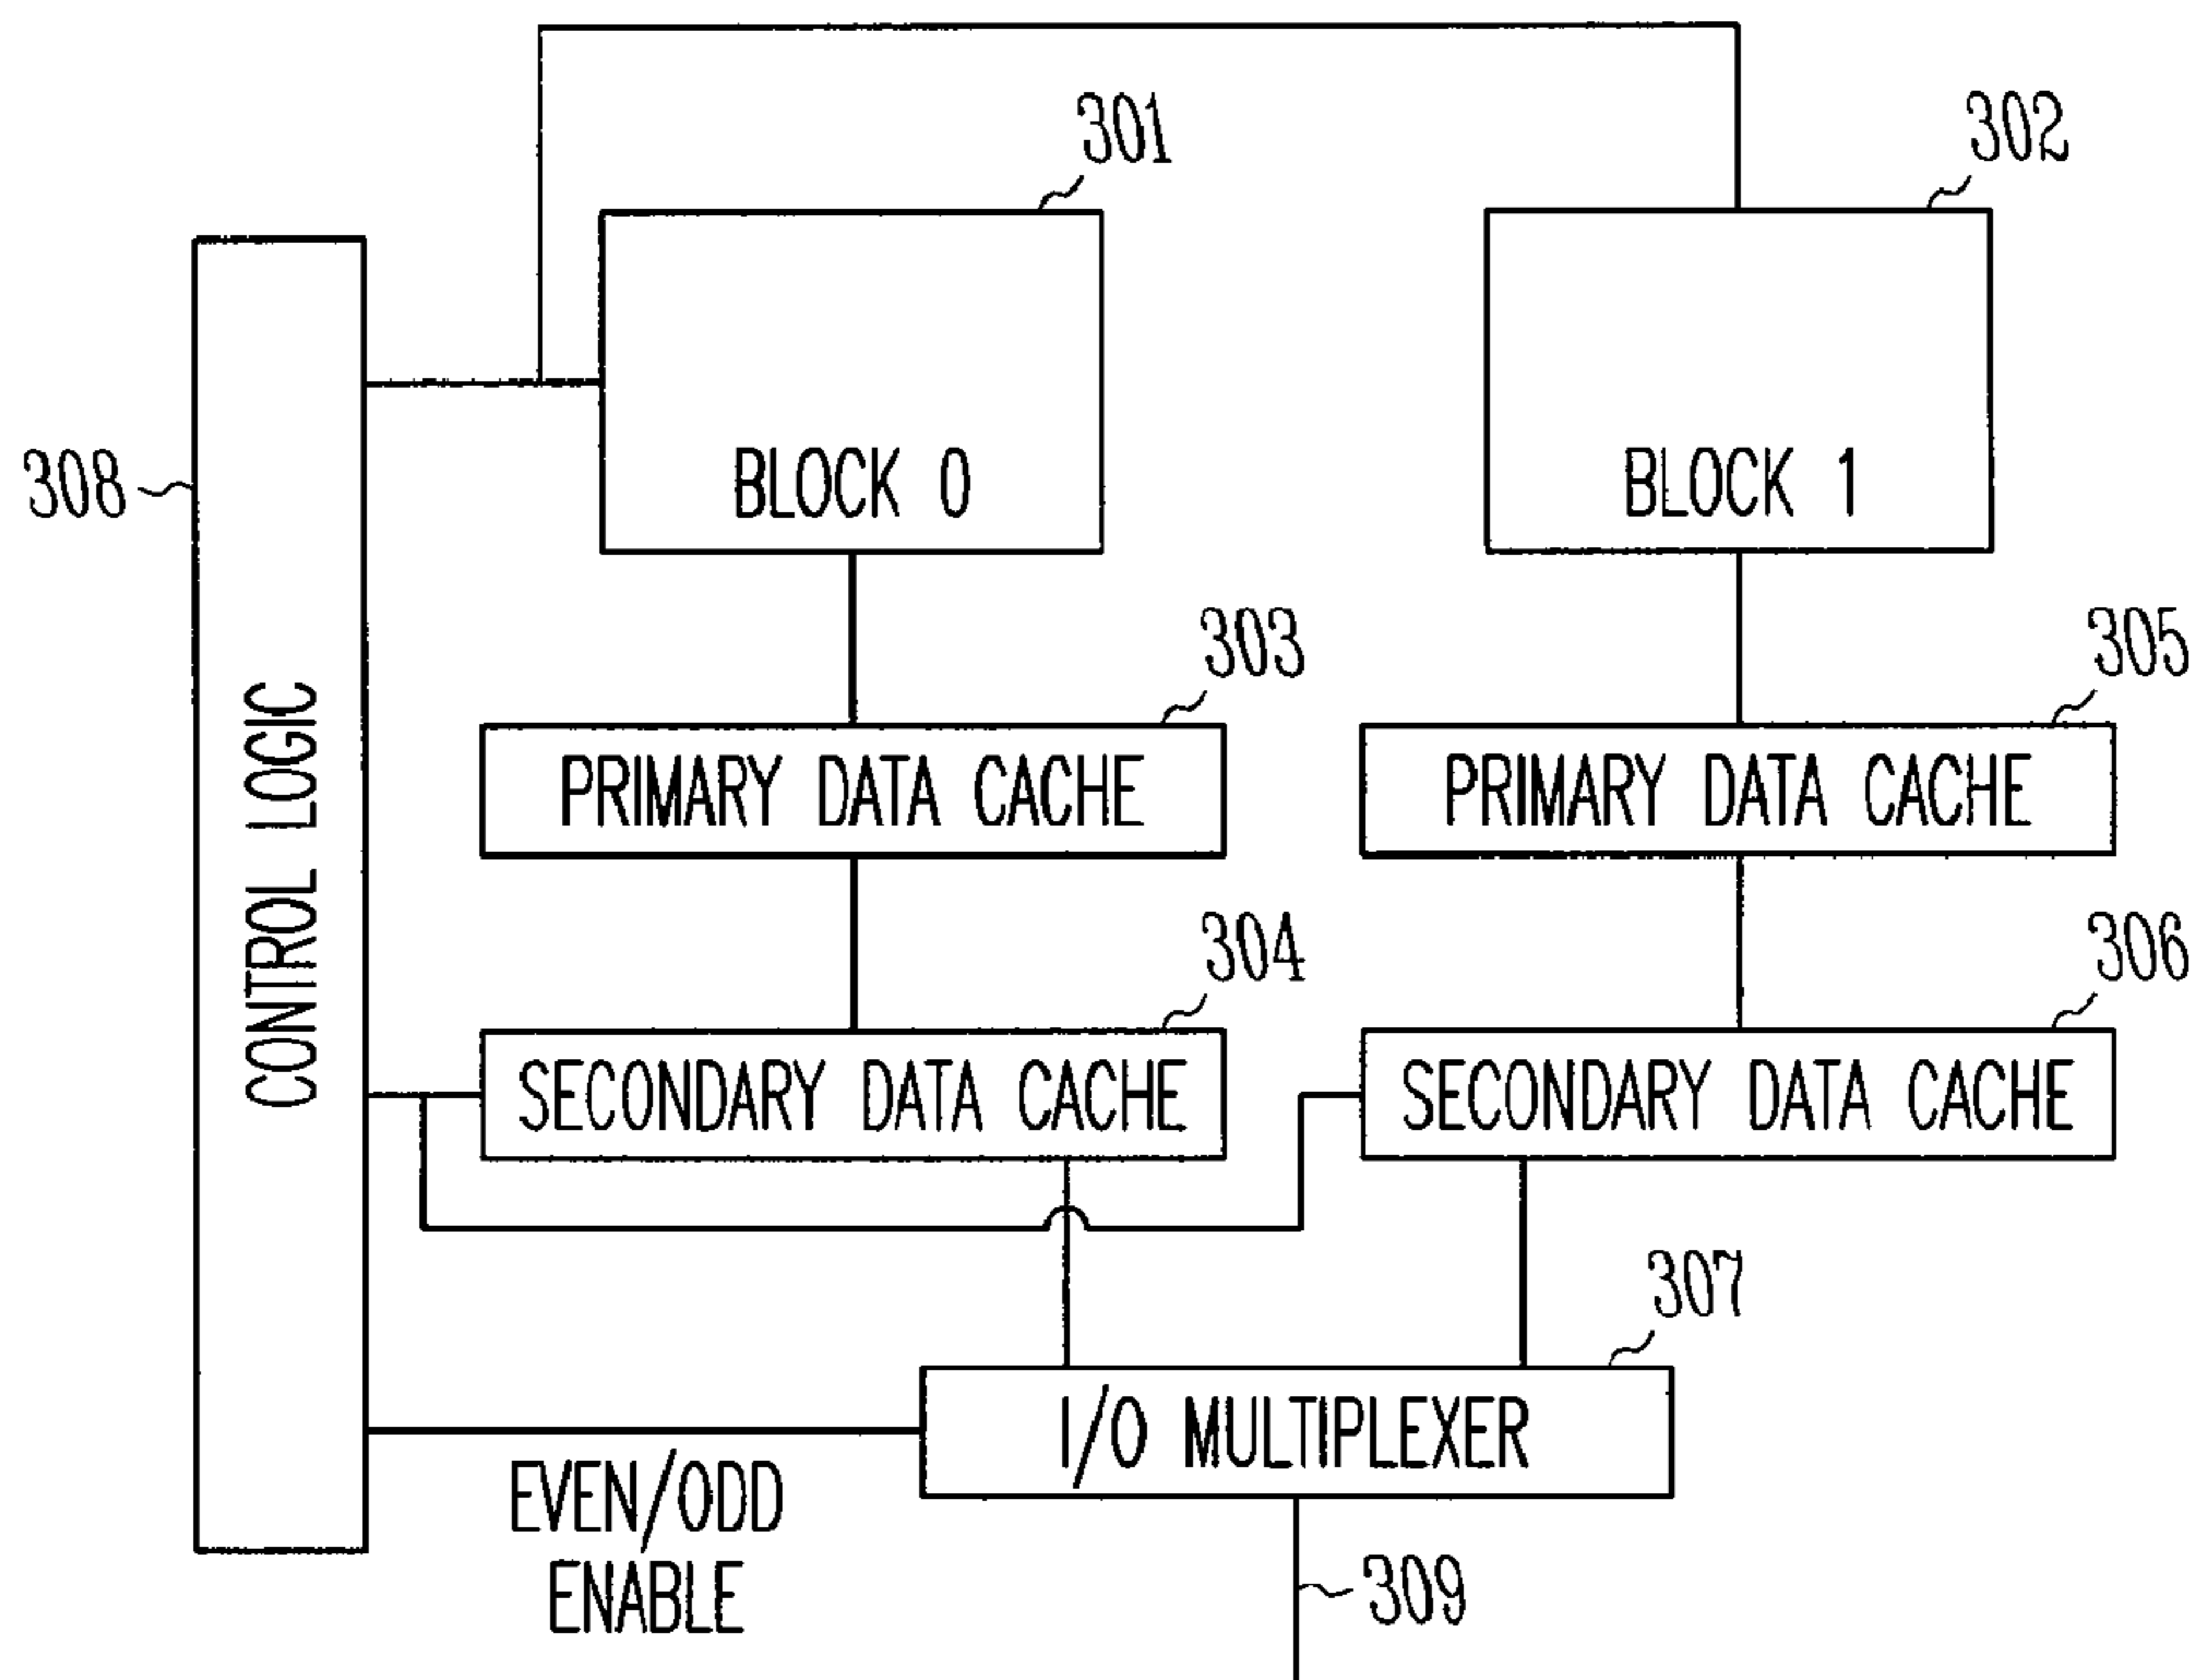 301
302
308
BLOCK 0
BLOCK 1
303
305
CONTROL LOGIC
PRIMARY DATA CACHE
PRIMARY DATA CACHE
304
306
SECONDARY DATA CACHE
SECONDARY DATA CACHE
307
I/O MULTIPLEXER
EVEN/ODD
ENABLE
309